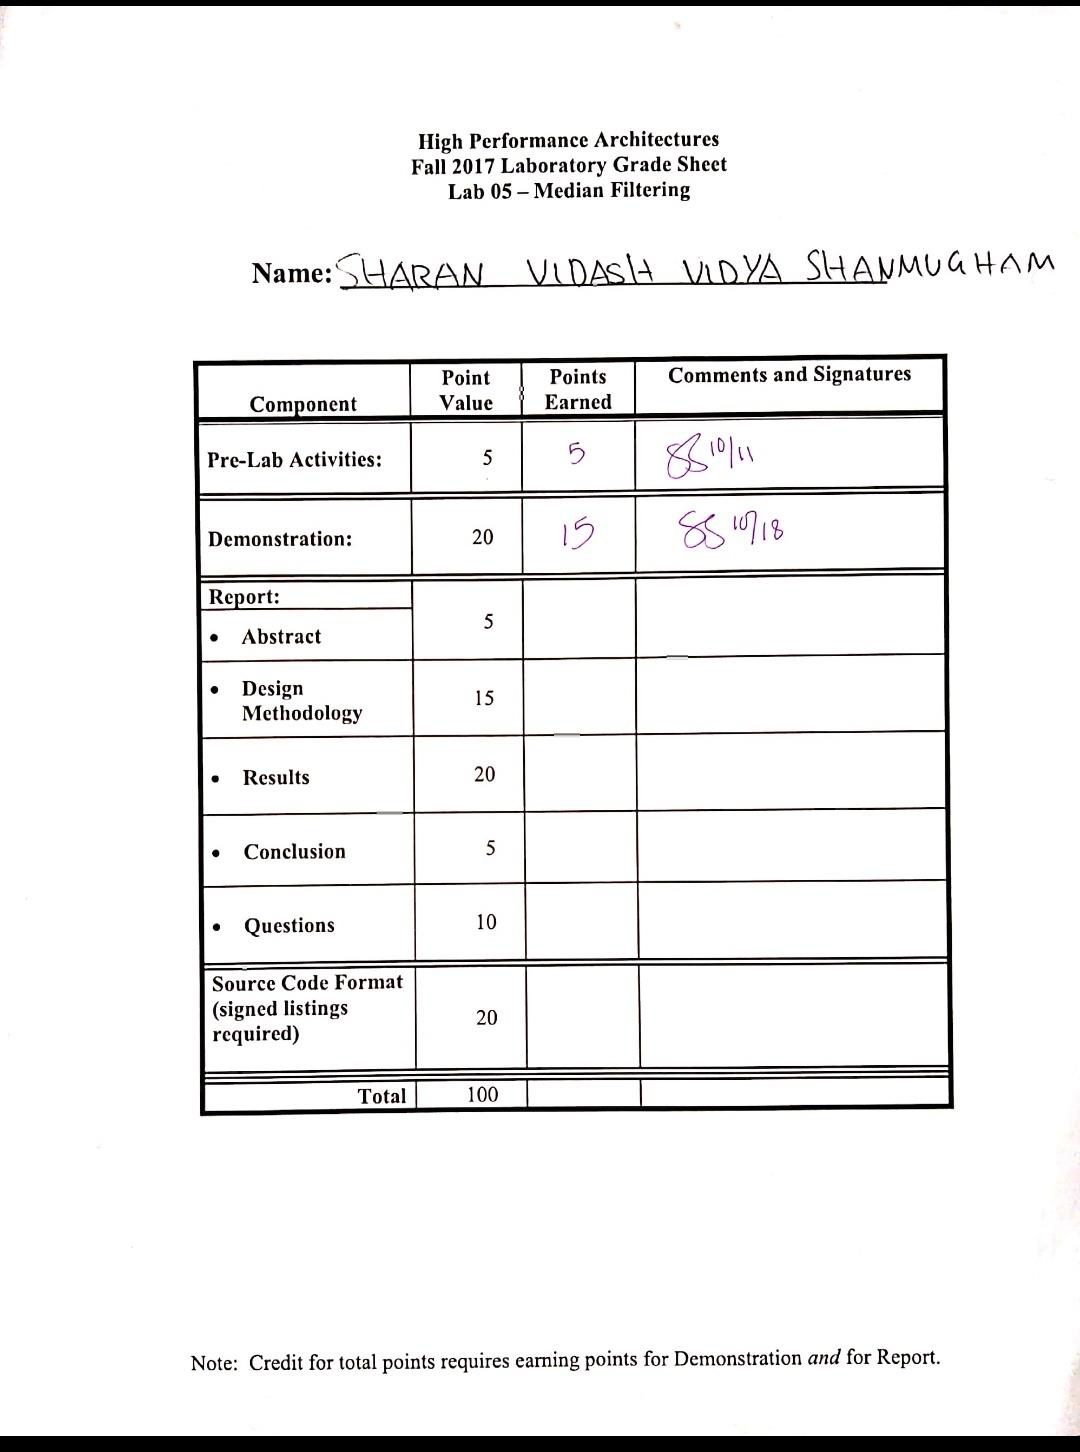 High Performance Architectures
Fall 2017 Laboratory Grade Sheet
Lab 05 – Median Filtering
Name: SHARAN VIDASH VIDYA SHANMUGHAM
Component Point Value Points Earned Comments and Signatures
Pre-Lab Activities: 5 5 SS 10/11
Demonstration: 20 15 SS 10/18
Report:
• Abstract 5
• Design Methodology 15
• Results 20
• Conclusion 5
• Questions 10
Source Code Format (signed listings required) 20
Total 100
Note: Credit for total points requires earning points for Demonstration and for Report.